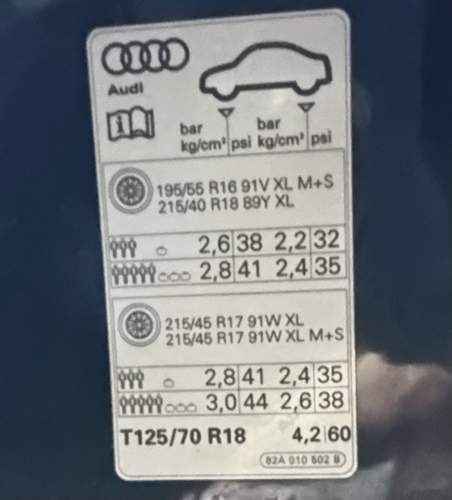 Audi
i
bar bar
kg/cm² psi kg/cm² psi
195/55 R16 91V XL M+S
215/40 R18 89Y XL
2,6 38 2,2 32
2,8 41 2,4 35
215/45 R17 91W XL
215/45 R17 91W XL M+S
2,8 41 2,4 35
3,0 44 2,6 38
T125/70 R18 4,2 60
82A 010 502 B